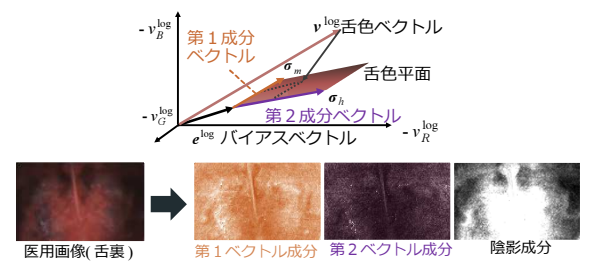 - v_B^log
v^log 舌色ベクトル
第１成分
ベクトル
σ_m
舌色平面
σ_h
- v_G^log
第２成分ベクトル
e^log バイアスベクトル
- v_R^log
医用画像( 舌裏 )
第１ベクトル成分
第２ベクトル成分
陰影成分